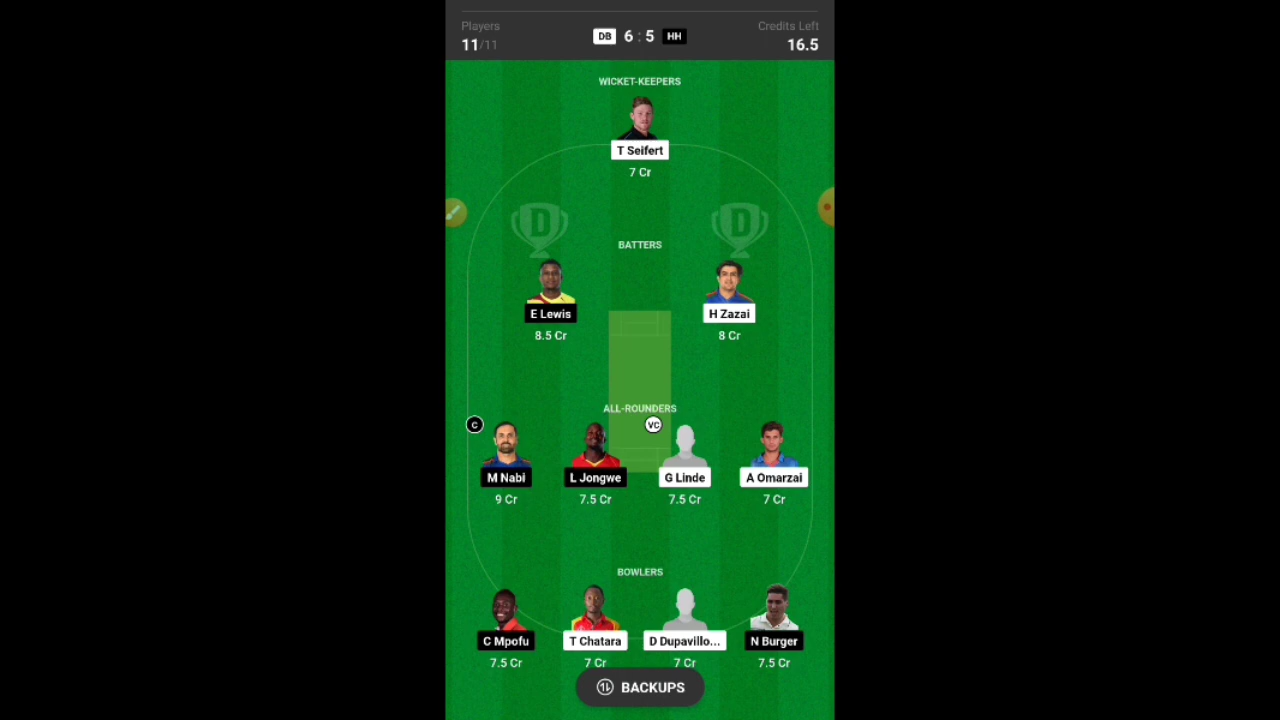 Players
Credits Left
11/11
DB 6 : 5 HH
16.5
WICKET-KEEPERS
T Seifert
7 Cr
D D
BATTERS
E Lewis H Zazai
8.5 Cr 8 Cr
ALL-ROUNDERS
C VC
M Nabi L Jongwe G Linde A Omarzai
9 Cr 7.5 Cr 7.5 Cr 7 Cr
BOWLERS
C Mpofu T Chatara D Dupavillo... N Burger
7.5 Cr 7 Cr 7 Cr 7.5 Cr
BACKUPS